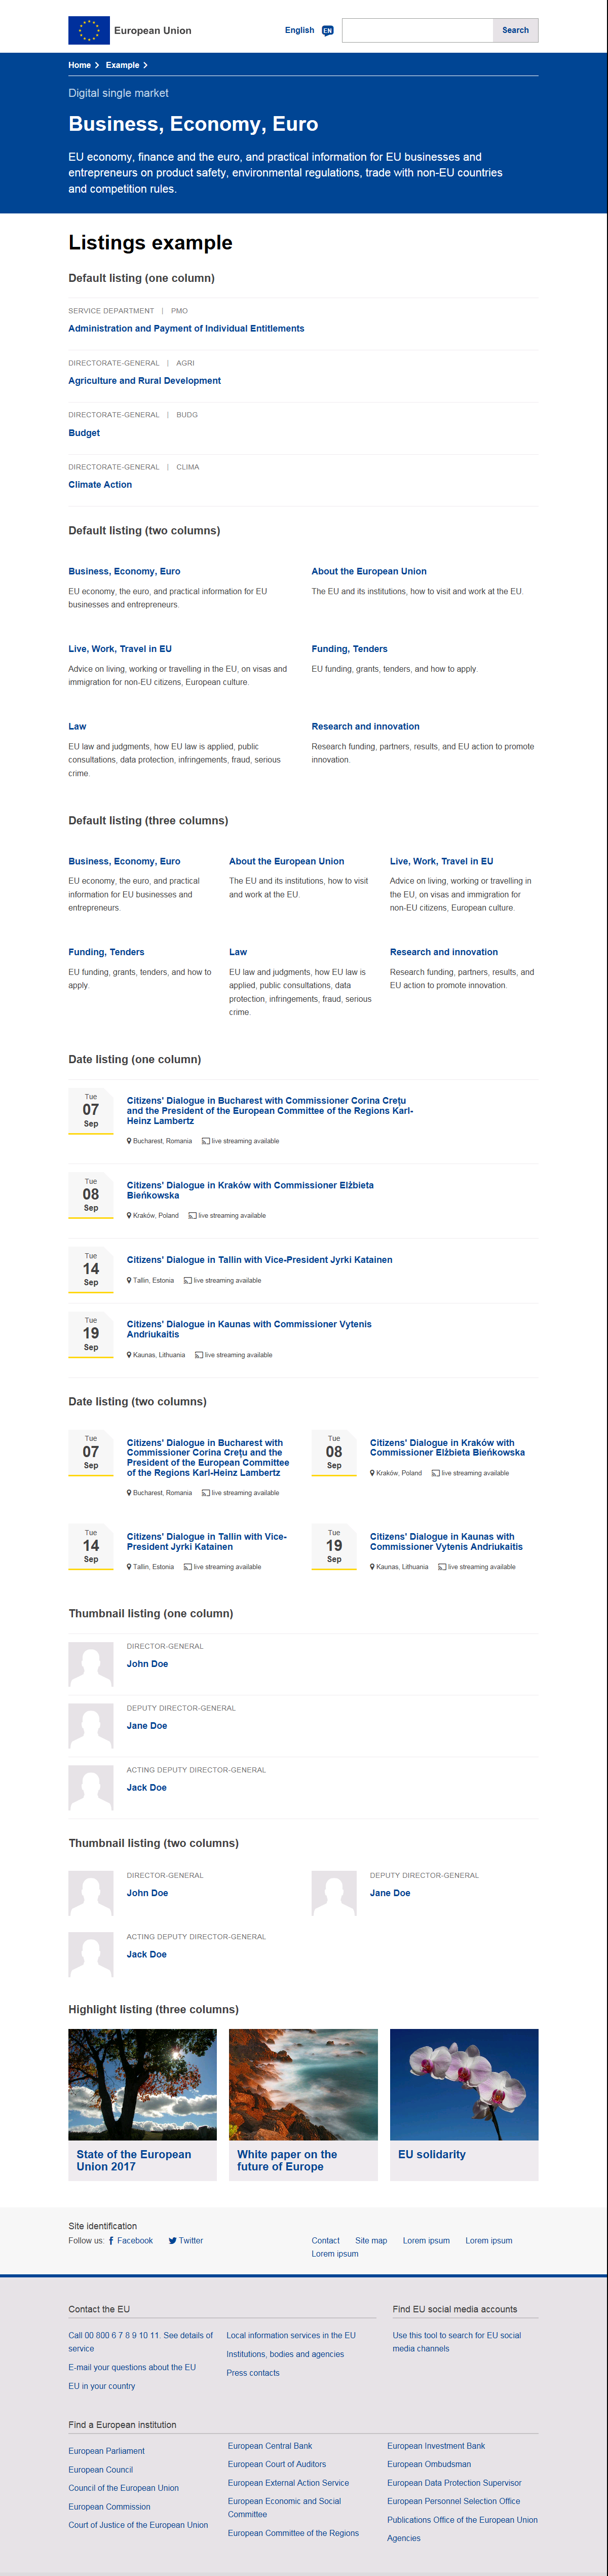 European Union
English EN
Search
Home Example
Digital single market
Business, Economy, Euro
EU economy, finance and the euro, and practical information for EU businesses and
entrepreneurs on product safety, environmental regulations, trade with non-EU countries
and competition rules.
Listings example
Default listing (one column)
SERVICE DEPARTMENT | PMO
Administration and Payment of Individual Entitlements
DIRECTORATE-GENERAL | AGRI
Agriculture and Rural Development
DIRECTORATE-GENERAL | BUDG
Budget
DIRECTORATE-GENERAL | CLIMA
Climate Action
Default listing (two columns)
Business, Economy, Euro
EU economy, the euro, and practical information for EU
businesses and entrepreneurs.
About the European Union
The EU and its institutions, how to visit and work at the EU.
Live, Work, Travel in EU
Advice on living, working or travelling in the EU, on visas and
immigration for non-EU citizens, European culture.
Funding, Tenders
EU funding, grants, tenders, and how to apply.
Law
EU law and judgments, how EU law is applied, public
consultations, data protection, infringements, fraud, serious
crime.
Research and innovation
Research funding, partners, results, and EU action to promote
innovation.
Default listing (three columns)
Business, Economy, Euro
EU economy, the euro, and practical
information for EU businesses and
entrepreneurs.
About the European Union
The EU and its institutions, how to visit
and work at the EU.
Live, Work, Travel in EU
Advice on living, working or travelling in
the EU, on visas and immigration for
non-EU citizens, European culture.
Funding, Tenders
EU funding, grants, tenders, and how to
apply.
Law
EU law and judgments, how EU law is
applied, public consultations, data
protection, infringements, fraud, serious
crime.
Research and innovation
Research funding, partners, results, and
EU action to promote innovation.
Date listing (one column)
Tue
07
Sep
Citizens' Dialogue in Bucharest with Commissioner Corina Crețu
and the President of the European Committee of the Regions Karl-
Heinz Lambertz
Bucharest, Romania live streaming available
Tue
08
Sep
Citizens' Dialogue in Kraków with Commissioner Elżbieta
Bieńkowska
Kraków, Poland live streaming available
Tue
14
Sep
Citizens' Dialogue in Tallin with Vice-President Jyrki Katainen
Tallin, Estonia live streaming available
Tue
19
Sep
Citizens' Dialogue in Kaunas with Commissioner Vytenis
Andriukaitis
Kaunas, Lithuania live streaming available
Date listing (two columns)
Tue
07
Sep
Citizens' Dialogue in Bucharest with
Commissioner Corina Crețu and the
President of the European Committee
of the Regions Karl-Heinz Lambertz
Bucharest, Romania live streaming available
Tue
08
Sep
Citizens' Dialogue in Kraków with
Commissioner Elżbieta Bieńkowska
Kraków, Poland live streaming available
Tue
14
Sep
Citizens' Dialogue in Tallin with Vice-
President Jyrki Katainen
Tallin, Estonia live streaming available
Tue
19
Sep
Citizens' Dialogue in Kaunas with
Commissioner Vytenis Andriukaitis
Kaunas, Lithuania live streaming available
Thumbnail listing (one column)
DIRECTOR-GENERAL
John Doe
DEPUTY DIRECTOR-GENERAL
Jane Doe
ACTING DEPUTY DIRECTOR-GENERAL
Jack Doe
Thumbnail listing (two columns)
DIRECTOR-GENERAL
John Doe
DEPUTY DIRECTOR-GENERAL
Jane Doe
ACTING DEPUTY DIRECTOR-GENERAL
Jack Doe
Highlight listing (three columns)
State of the European
Union 2017
White paper on the
future of Europe
EU solidarity
Site identification
Follow us: Facebook Twitter
Contact Site map Lorem ipsum Lorem ipsum
Lorem ipsum
Contact the EU
Call 00 800 6 7 8 9 10 11. See details of
service
E-mail your questions about the EU
EU in your country
Local information services in the EU
Institutions, bodies and agencies
Press contacts
Find EU social media accounts
Use this tool to search for EU social
media channels
Find a European institution
European Parliament
European Council
Council of the European Union
European Commission
Court of Justice of the European Union
European Central Bank
European Court of Auditors
European External Action Service
European Economic and Social
Committee
European Committee of the Regions
European Investment Bank
European Ombudsman
European Data Protection Supervisor
European Personnel Selection Office
Publications Office of the European Union
Agencies